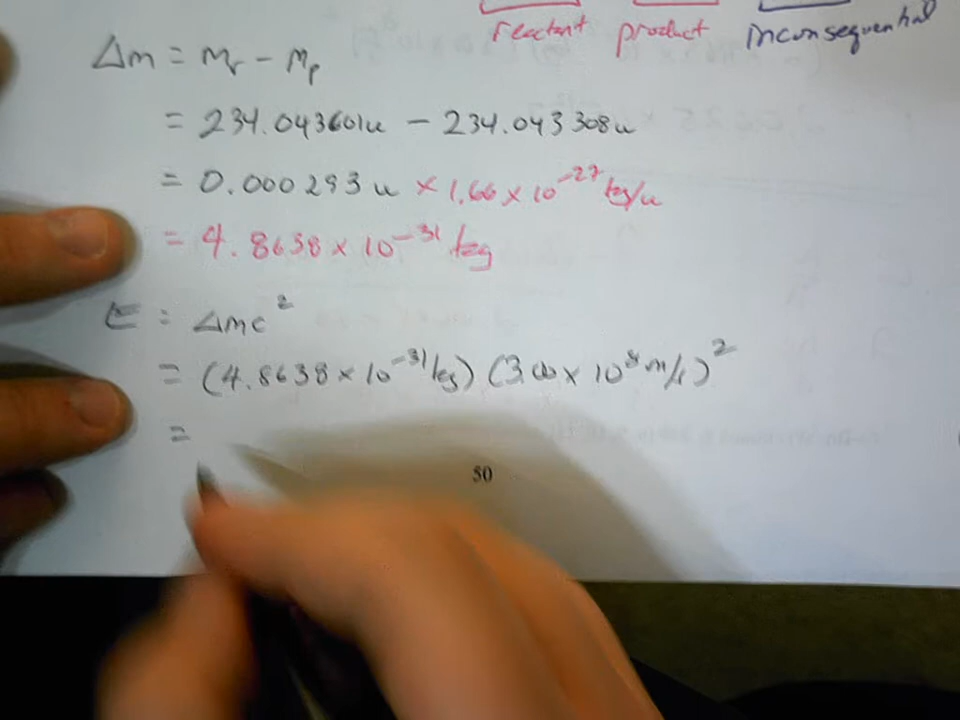 reactant product inconsequential
Δm = mr - mp
= 234.043601u - 234.043308u
= 0.000293 u × 1.66 × 10⁻²⁷ kg/u
= 4.8638 × 10⁻³¹ kg
E = Δmc²
= (4.8638 × 10⁻³¹ kg) (3.00 × 10⁸ m/s)²
=
50